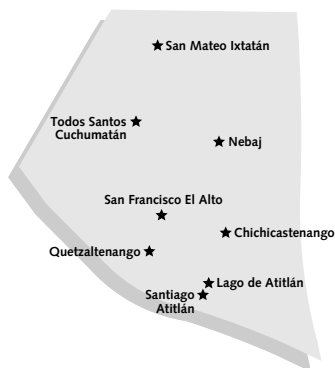 San Mateo Ixtatán
Todos Santos
Cuchumatán
Nebaj
San Francisco El Alto
Chichicastenango
Quetzaltenango
Lago de Atitlán
Santiago
Atitlán